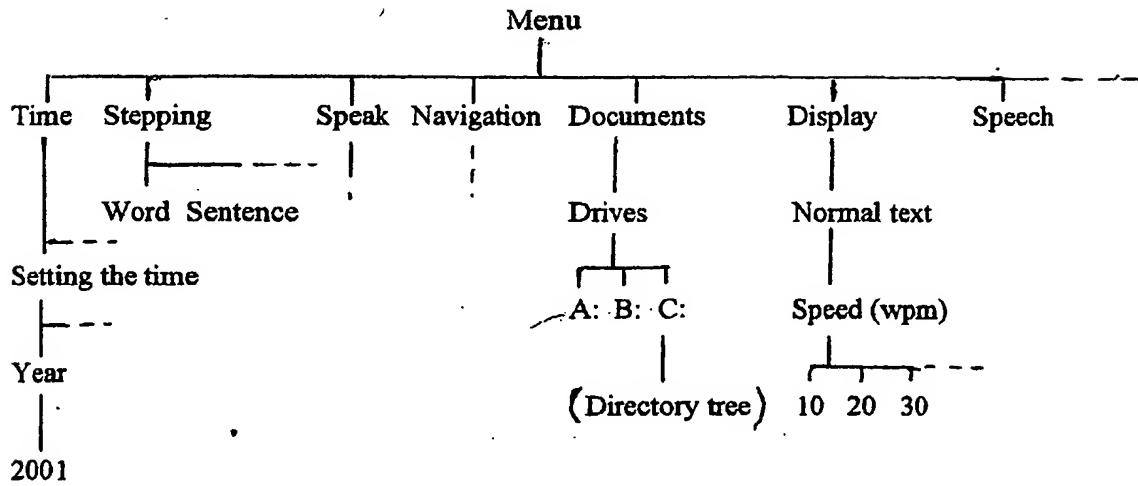 Menu
Time Stepping Speak Navigation Documents Display Speech
Word Sentence Drives Normal text
Setting the time A: B: C: Speed (wpm)
Year (Directory tree) 10 20 30
2001